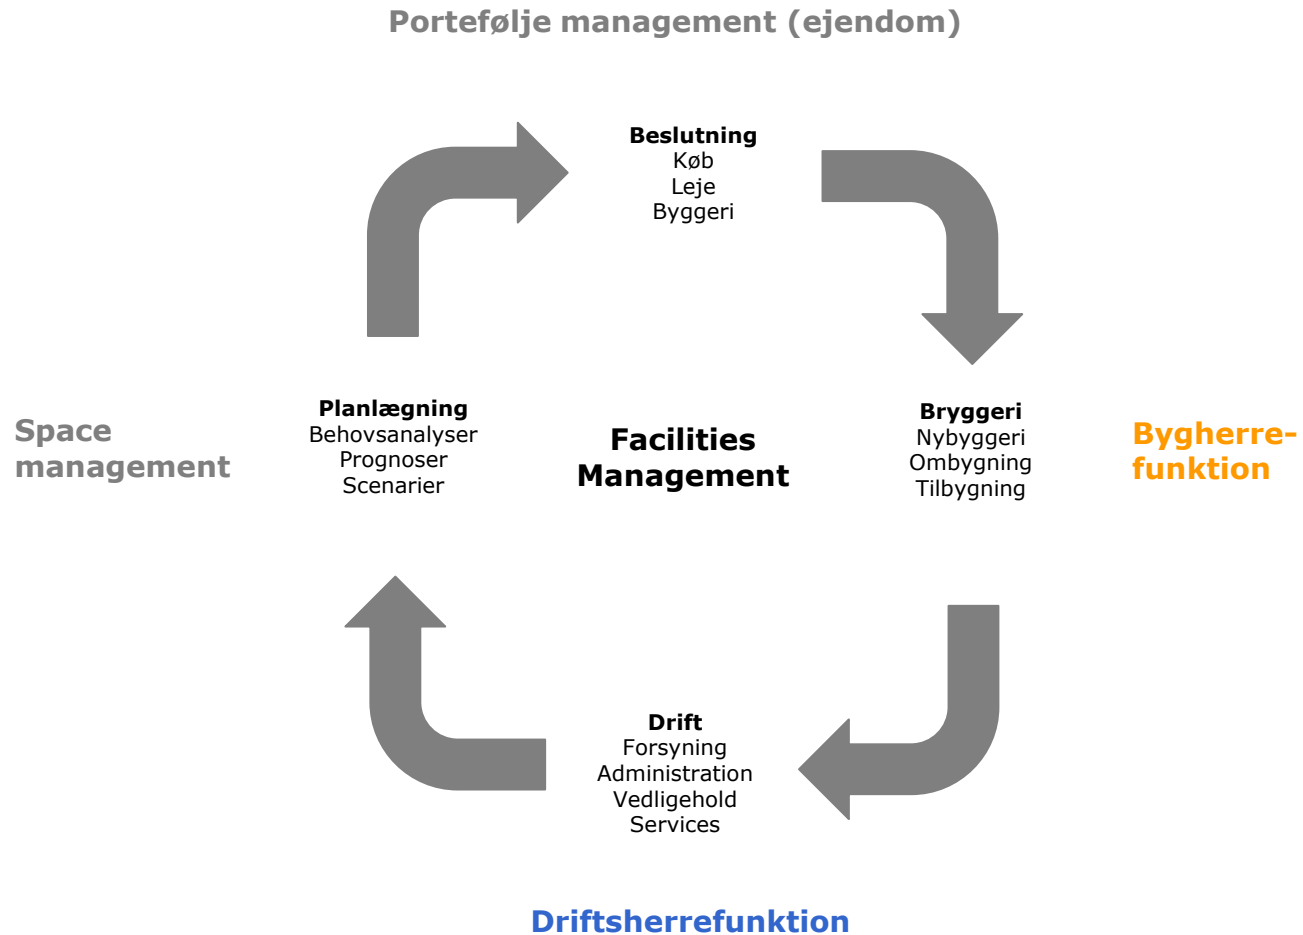 Portefølje management (ejendom)
Beslutning
Køb
Leje
Byggeri
Space
management
Planlægning
Behovsanalyser
Prognoser
Scenarier
Facilities
Management
Bryggeri
Nybyggeri
Ombygning
Tilbygning
Bygherre-
funktion
Drift
Forsyning
Administration
Vedligehold
Services
Driftsherrefunktion